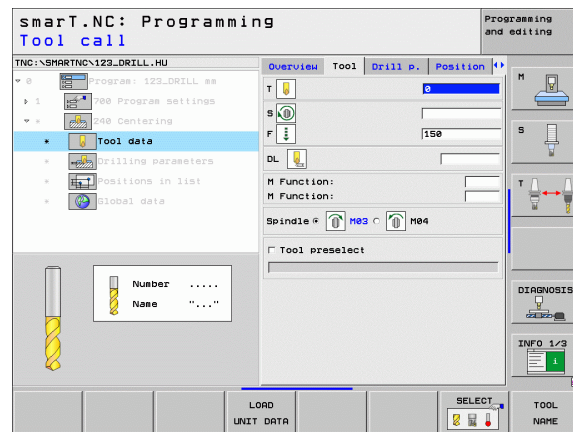 smarT.NC: Programming
Tool call
Programming
and editing
TNC:\SMARTNC\123_DRILL.HU
0 Program: 123_DRILL mm
1 700 Program settings
* 240 Centering
* Tool data
* Drilling parameters
* Positions in list
* Global data
Overview Tool Drill p. Position
T 0
S
F 150
DL
M Function:
M Function:
Spindle M03 M04
Tool preselect
Number .....
Name "..."
M
S
T
DIAGNOSIS
INFO 1/3
i
LOAD
UNIT DATA
SELECT
TOOL
NAME